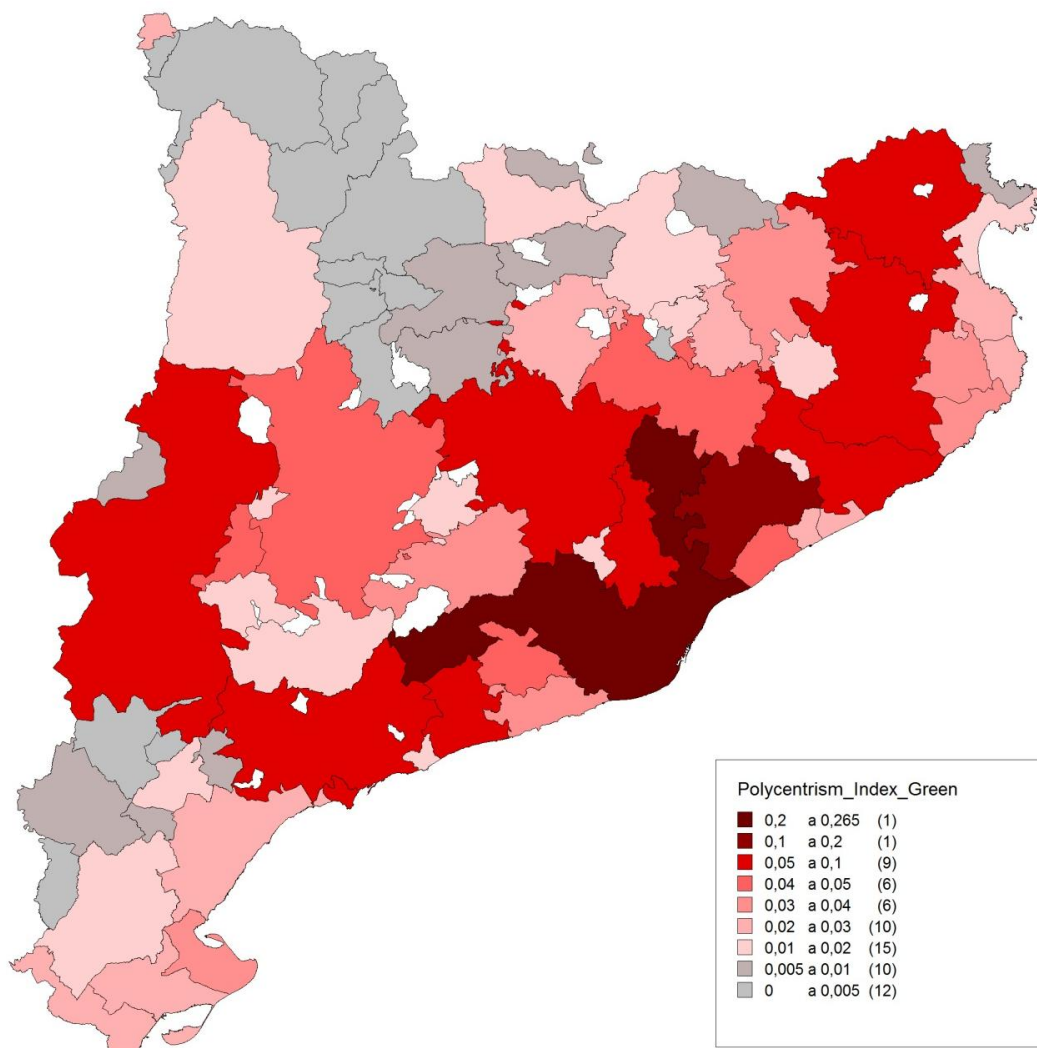 Polycentrism_Index_Green
0,2 a 0,265 (1)
0,1 a 0,2 (1)
0,05 a 0,1 (9)
0,04 a 0,05 (6)
0,03 a 0,04 (6)
0,02 a 0,03 (10)
0,01 a 0,02 (15)
0,005 a 0,01 (10)
0 a 0,005 (12)